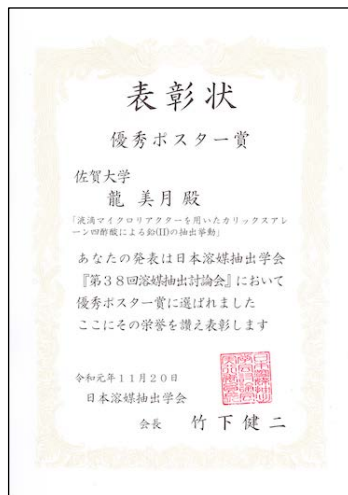 表彰状
優秀ポスター賞
佐賀大学
龍 美月 殿
「液滴マイクロリアクターを用いたカリックスアレ
ーン四酢酸による鉛(II)の抽出挙動」
あなたの発表は日本溶媒抽出学会
『第38回溶媒抽出討論会』において
優秀ポスター賞に選ばれました
ここにその栄誉を讃え表彰します
令和元年11月20日
日本溶媒抽出学会
会長 竹下健二